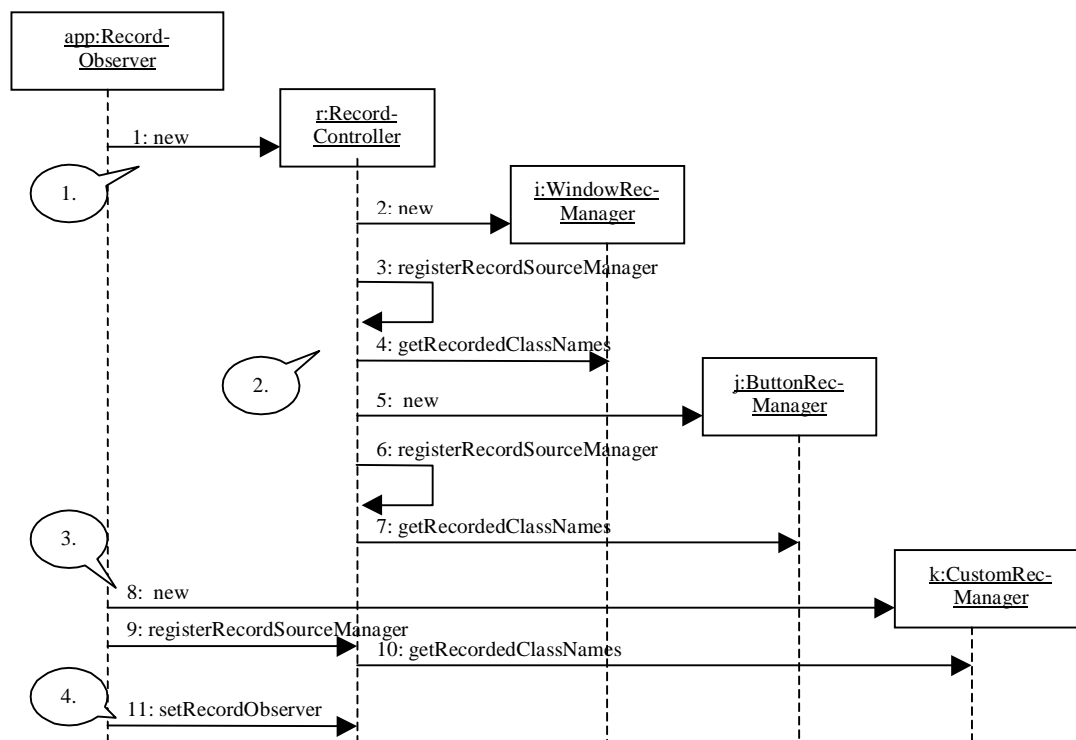 app:Record-
Observer
r:Record-
Controller
1: new
1.
i:WindowRec-
Manager
2: new
3: registerRecordSourceManager
4: getRecordedClassNames
2.
j:ButtonRec-
Manager
5: new
6: registerRecordSourceManager
7: getRecordedClassNames
3.
k:CustomRec-
Manager
8: new
9: registerRecordSourceManager
10: getRecordedClassNames
4.
11: setRecordObserver